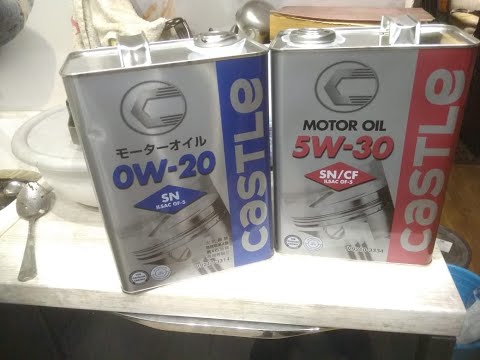 モーターオイル
0W-20
SN
ILSAC GF-5
CASTLE
MOTOR OIL
5W-30
SN/CF
ILSAC GF-5
CASTLE